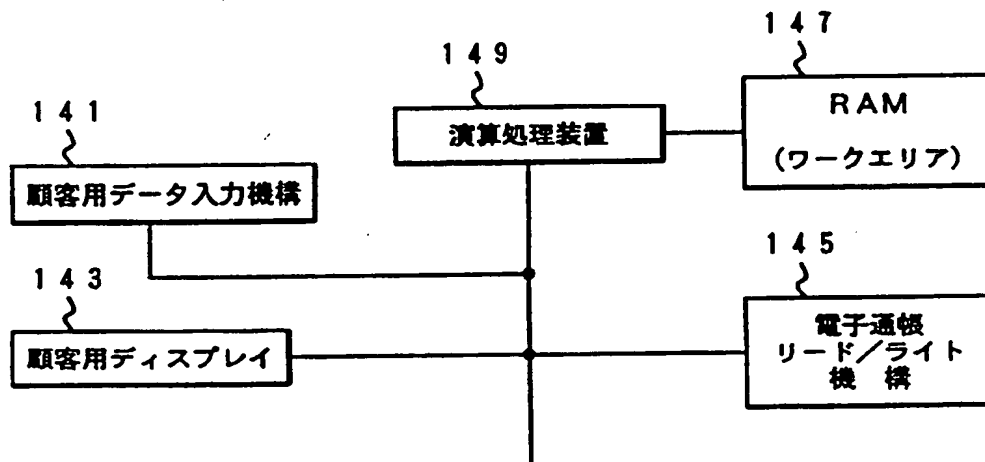 147
149
RAM
(ワークエリア)
演算処理装置
141
顧客用データ入力機構
145
143
電子通帳
リード/ライト
機 構
顧客用ディスプレイ